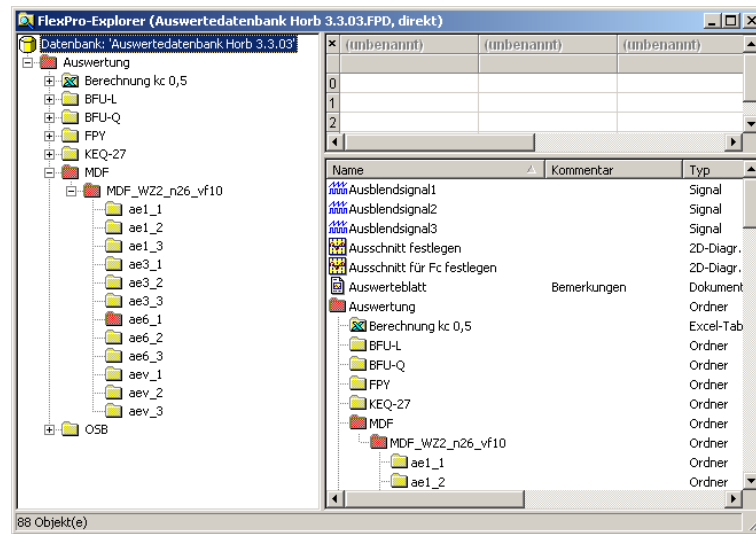 FlexPro-Explorer (Auswertedatenbank Horb 3.3.03.FPD, direkt)
Datenbank: 'Auswertedatenbank Horb 3.3.03'
Auswertung
Berechnung kc 0,5
BFU-L
BFU-Q
FPY
KEQ-27
MDF
MDF_WZ2_n26_vf10
ae1_1
ae1_2
ae1_3
ae3_1
ae3_2
ae3_3
ae6_1
ae6_2
ae6_3
aev_1
aev_2
aev_3
OSB
(unbenannt) (unbenannt) (unbenannt)
0
1
2
Name Kommentar Typ
Ausblendsignal1 Signal
Ausblendsignal2 Signal
Ausblendsignal3 Signal
Ausschnitt festlegen 2D-Diagr.
Ausschnitt für Fc festlegen 2D-Diagr.
Auswerteblatt Bemerkungen Dokument
Auswertung Ordner
Berechnung kc 0,5 Excel-Tab
BFU-L Ordner
BFU-Q Ordner
FPY Ordner
KEQ-27 Ordner
MDF Ordner
MDF_WZ2_n26_vf10 Ordner
ae1_1 Ordner
ae1_2 Ordner
88 Objekt(e)